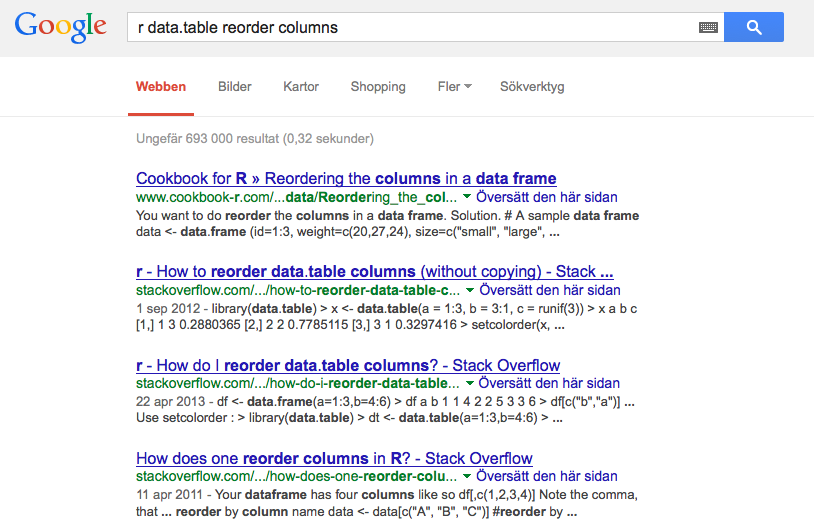 Google
r data.table reorder columns
Webben Bilder Kartor Shopping Fler Sökverktyg
Ungefär 693 000 resultat (0,32 sekunder)
Cookbook for R » Reordering the columns in a data frame
www.cookbook-r.com/...data/Reordering_the_col... Översätt den här sidan
You want to do reorder the columns in a data frame. Solution. # A sample data frame
data <- data.frame (id=1:3, weight=c(20,27,24), size=c("small", "large", ...
r - How to reorder data.table columns (without copying) - Stack ...
stackoverflow.com/.../how-to-reorder-data-table-c... Översätt den här sidan
1 sep 2012 - library(data.table) > x <- data.table(a = 1:3, b = 3:1, c = runif(3)) > x a b c
[1,] 1 3 0.2880365 [2,] 2 2 0.7785115 [3,] 3 1 0.3297416 > setcolorder(x, ...
r - How do I reorder data.table columns? - Stack Overflow
stackoverflow.com/.../how-do-i-reorder-data-table... Översätt den här sidan
22 apr 2013 - df <- data.frame(a=1:3,b=4:6) > df a b 1 1 4 2 2 5 3 3 6 > df[c("b","a")] ...
Use setcolorder : > library(data.table) > dt <- data.table(a=1:3,b=4:6) > ...
How does one reorder columns in R? - Stack Overflow
stackoverflow.com/.../how-does-one-reorder-colu... Översätt den här sidan
11 apr 2011 - Your dataframe has four columns like so df[,c(1,2,3,4)] Note the comma,
that ... reorder by column name data <- data[c("A", "B", "C")] #reorder by ...